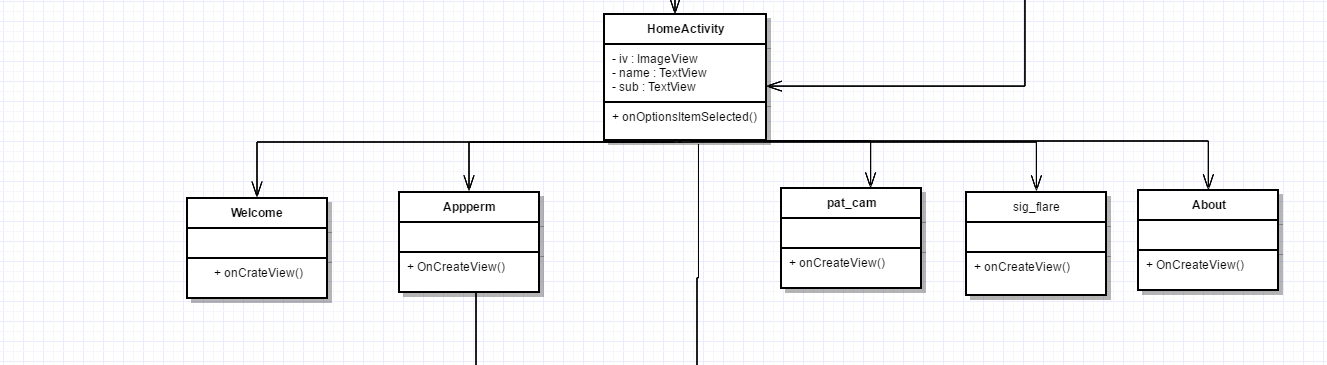 HomeActivity
- iv : ImageView
- name : TextView
- sub : TextView
+ onOptionsItemSelected()
Welcome
+ onCrateView()
Appperm
+ OnCreateView()
pat_cam
+ onCreateView()
sig_flare
+ onCreateView()
About
+ OnCreateView()